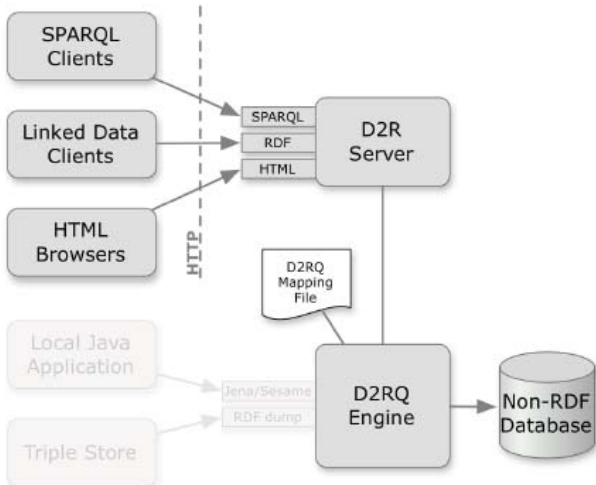 SPARQL
Clients
Linked Data
Clients
HTML
Browsers
HTTP
SPARQL
RDF
HTML
D2R
Server
D2RQ
Mapping
File
Local Java
Application
Triple Store
Jena/Sesame
RDF dump
D2RQ
Engine
Non-RDF
Database